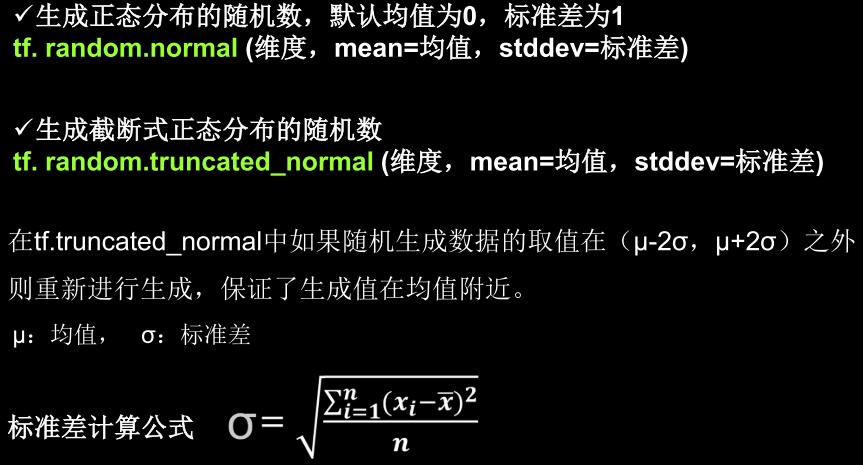 ✓生成正态分布的随机数，默认均值为0，标准差为1
tf. random.normal (维度，mean=均值，stddev=标准差)
✓生成截断式正态分布的随机数
tf. random.truncated_normal (维度，mean=均值，stddev=标准差)
在tf.truncated_normal中如果随机生成数据的取值在（μ-2σ，μ+2σ）之外
则重新进行生成，保证了生成值在均值附近。
μ：均值， σ：标准差
标准差计算公式 σ= √(∑ⁿᵢ₌₁(xᵢ−x̅)²/n)